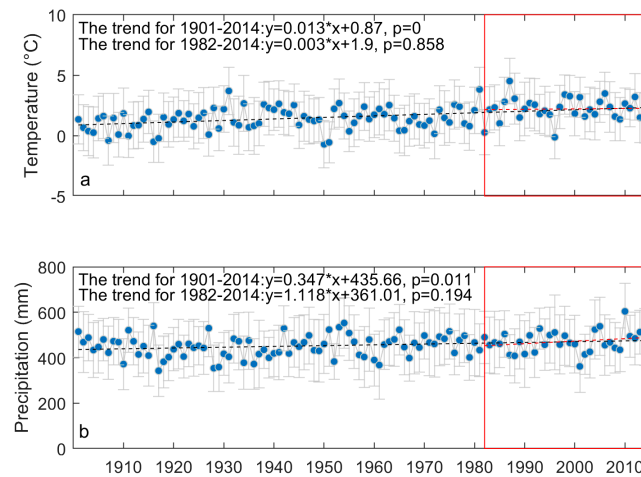 The trend for 1901-2014:y=0.013*x+0.87, p=0
The trend for 1982-2014:y=0.003*x+1.9, p=0.858
Temperature (°C)
10
5
0
-5
a
The trend for 1901-2014:y=0.347*x+435.66, p=0.011
The trend for 1982-2014:y=1.118*x+361.01, p=0.194
Precipitation (mm)
800
600
400
200
0
b
1910 1920 1930 1940 1950 1960 1970 1980 1990 2000 2010